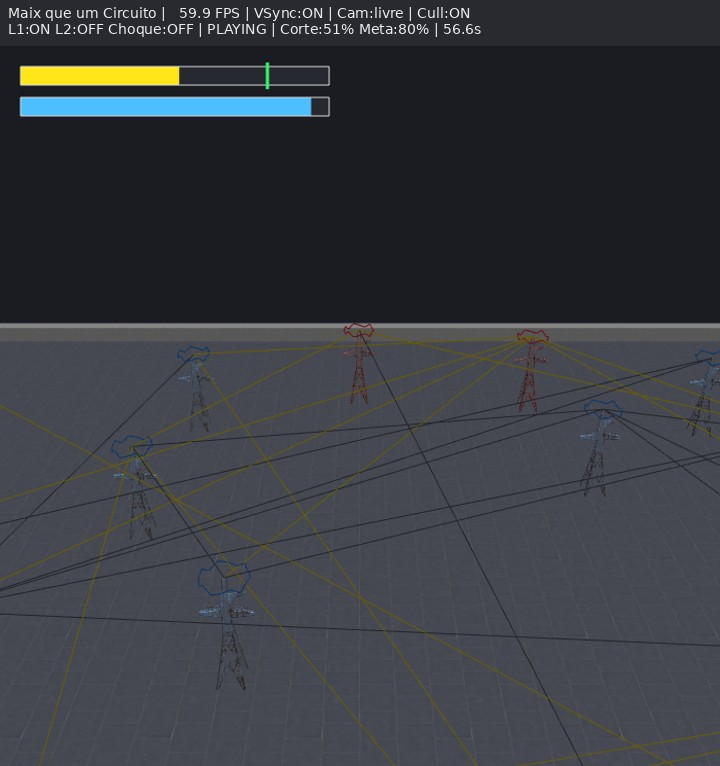 Maix que um Circuito |   59.9 FPS | VSync:ON | Cam:livre | Cull:ON
L1:ON L2:OFF Choque:OFF | PLAYING | Corte:51% Meta:80% | 56.6s